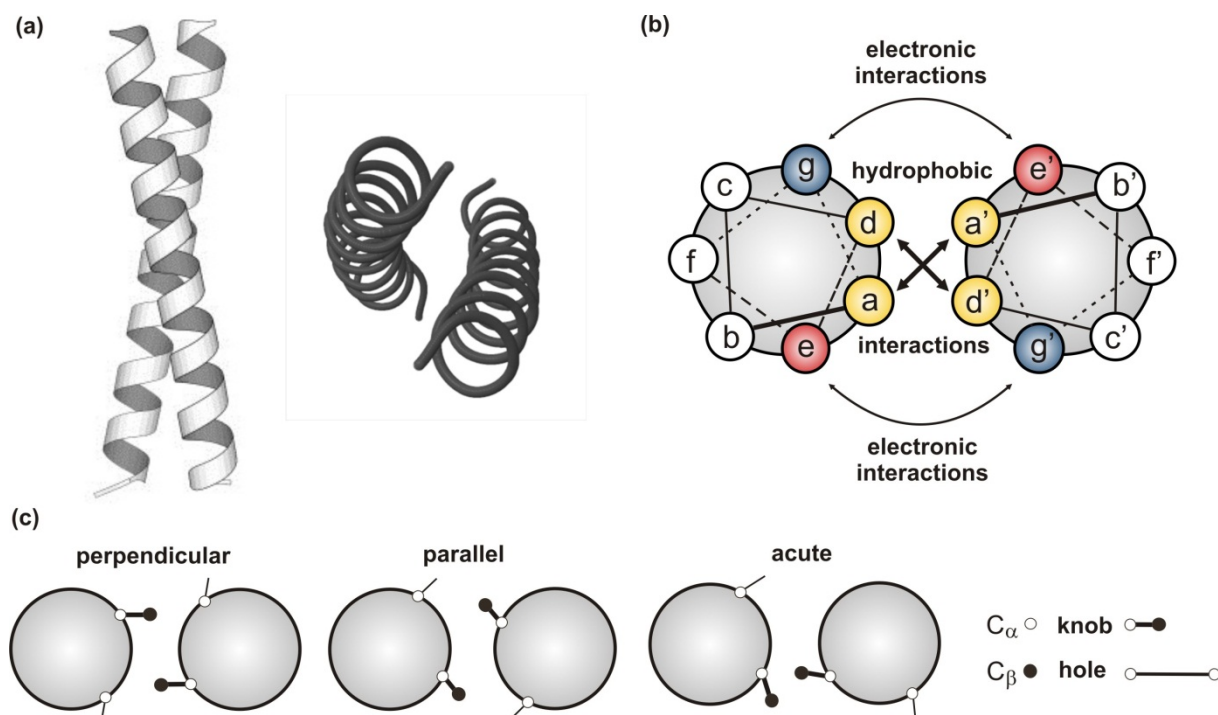 (a)
(b)
electronic
interactions
g
e'
c
hydrophobic
b'
d
a'
f
f'
a
d'
b
interactions
c'
e
g'
electronic
interactions
(c)
perpendicular
parallel
acute
Cα knob
Cβ hole